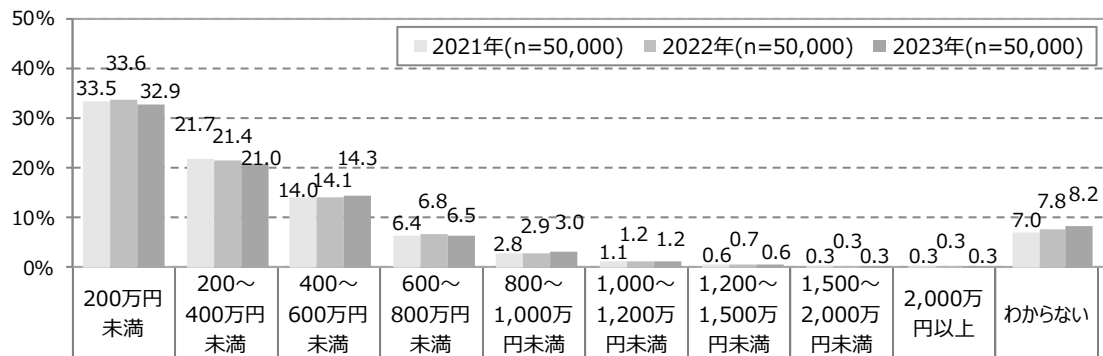 50%
40%
30%
20%
10%
0%
2021年(n=50,000) 2022年(n=50,000) 2023年(n=50,000)
33.5 33.6 32.9
21.7 21.4 21.0
14.0 14.1 14.3
6.4 6.8 6.5
2.8 2.9 3.0
1.1 1.2 1.2
0.6 0.7 0.6
0.3 0.3 0.3
0.3 0.3 0.3
7.0 7.8 8.2
200万円
未満
200～
400万円
未満
400～
600万円
未満
600～
800万円
未満
800～
1,000万
円未満
1,000～
1,200万
円未満
1,200～
1,500万
円未満
1,500～
2,000万
円未満
2,000万
円以上
わからない